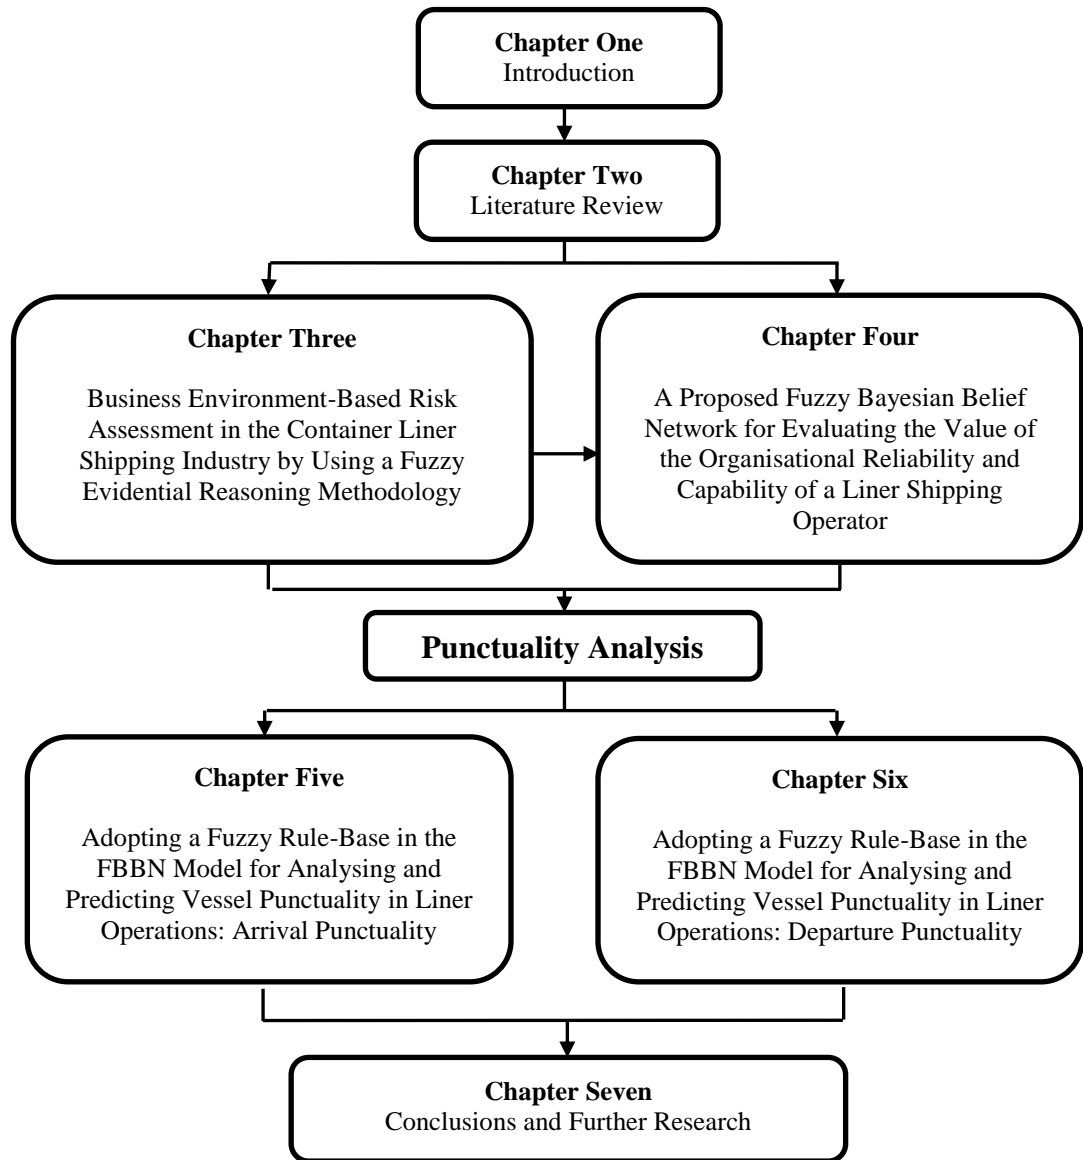 Chapter One
Introduction
Chapter Two
Literature Review
Chapter Three
Business Environment-Based Risk
Assessment in the Container Liner
Shipping Industry by Using a Fuzzy
Evidential Reasoning Methodology
Chapter Four
A Proposed Fuzzy Bayesian Belief
Network for Evaluating the Value of
the Organisational Reliability and
Capability of a Liner Shipping
Operator
Punctuality Analysis
Chapter Five
Adopting a Fuzzy Rule-Base in the
FBBN Model for Analysing and
Predicting Vessel Punctuality in Liner
Operations: Arrival Punctuality
Chapter Six
Adopting a Fuzzy Rule-Base in the
FBBN Model for Analysing and
Predicting Vessel Punctuality in Liner
Operations: Departure Punctuality
Chapter Seven
Conclusions and Further Research